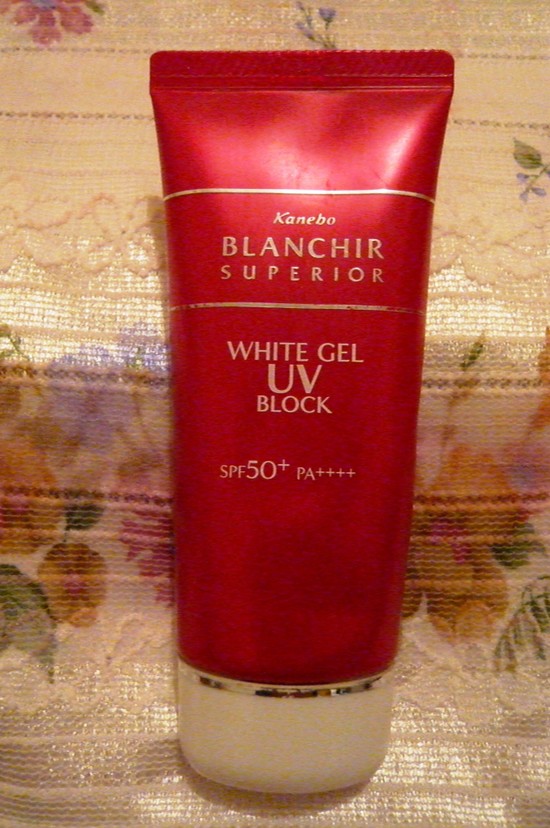 Kanebo
BLANCHIR
SUPERIOR
WHITE GEL
UV
BLOCK
SPF50+ PA++++